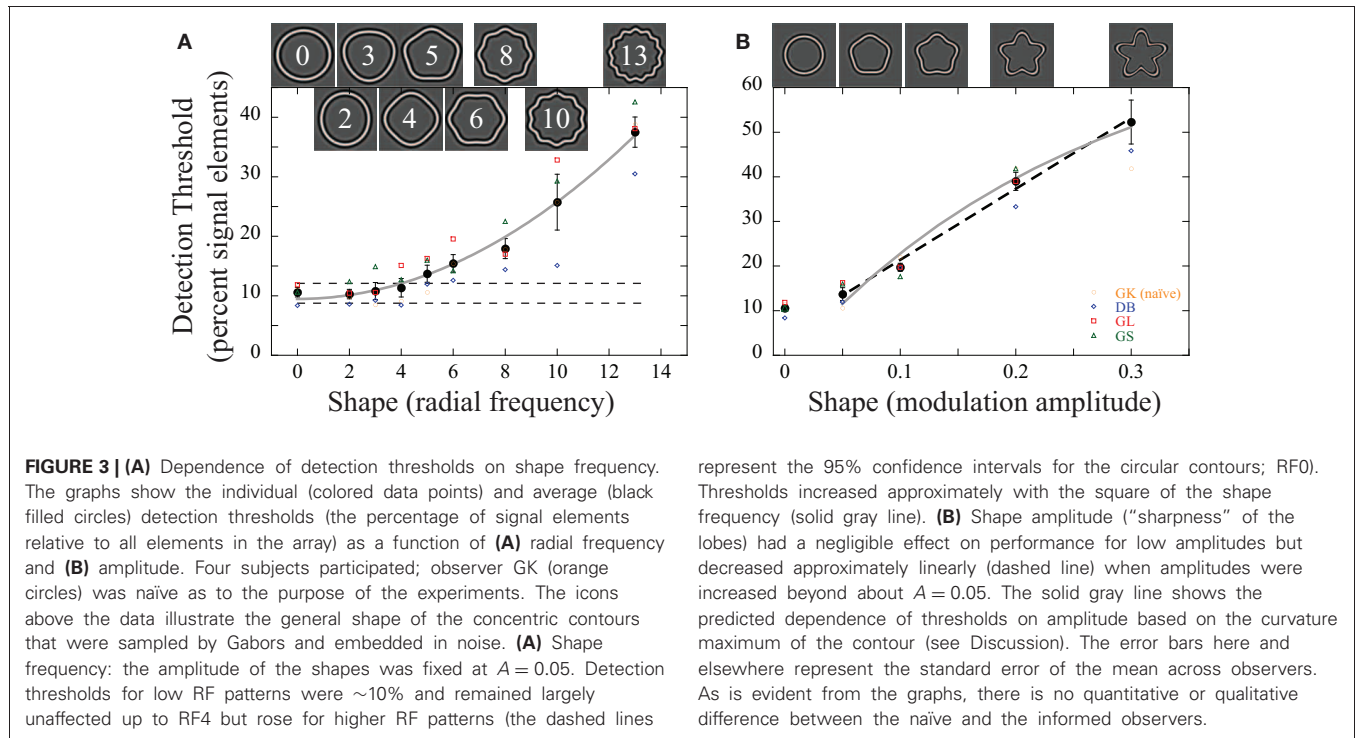 A
0
3
5
8
13
2
4
6
10
Detection Threshold
(percent signal elements)
40
30
20
10
0
0
2
4
6
8
10
12
14
Shape (radial frequency)
B
60
50
40
30
20
10
0
0
0.1
0.2
0.3
Shape (modulation amplitude)
GK (naïve)
DB
GL
GS
FIGURE 3 | (A) Dependence of detection thresholds on shape frequency.
The graphs show the individual (colored data points) and average (black
filled circles) detection thresholds (the percentage of signal elements
relative to all elements in the array) as a function of (A) radial frequency
and (B) amplitude. Four subjects participated; observer GK (orange
circles) was naïve as to the purpose of the experiments. The icons
above the data illustrate the general shape of the concentric contours
that were sampled by Gabors and embedded in noise. (A) Shape
frequency: the amplitude of the shapes was fixed at A = 0.05. Detection
thresholds for low RF patterns were ∼10% and remained largely
unaffected up to RF4 but rose for higher RF patterns (the dashed lines
represent the 95% confidence intervals for the circular contours; RF0).
Thresholds increased approximately with the square of the shape
frequency (solid gray line). (B) Shape amplitude (“sharpness” of the
lobes) had a negligible effect on performance for low amplitudes but
decreased approximately linearly (dashed line) when amplitudes were
increased beyond about A = 0.05. The solid gray line shows the
predicted dependence of thresholds on amplitude based on the curvature
maximum of the contour (see Discussion). The error bars here and
elsewhere represent the standard error of the mean across observers.
As is evident from the graphs, there is no quantitative or qualitative
difference between the naïve and the informed observers.